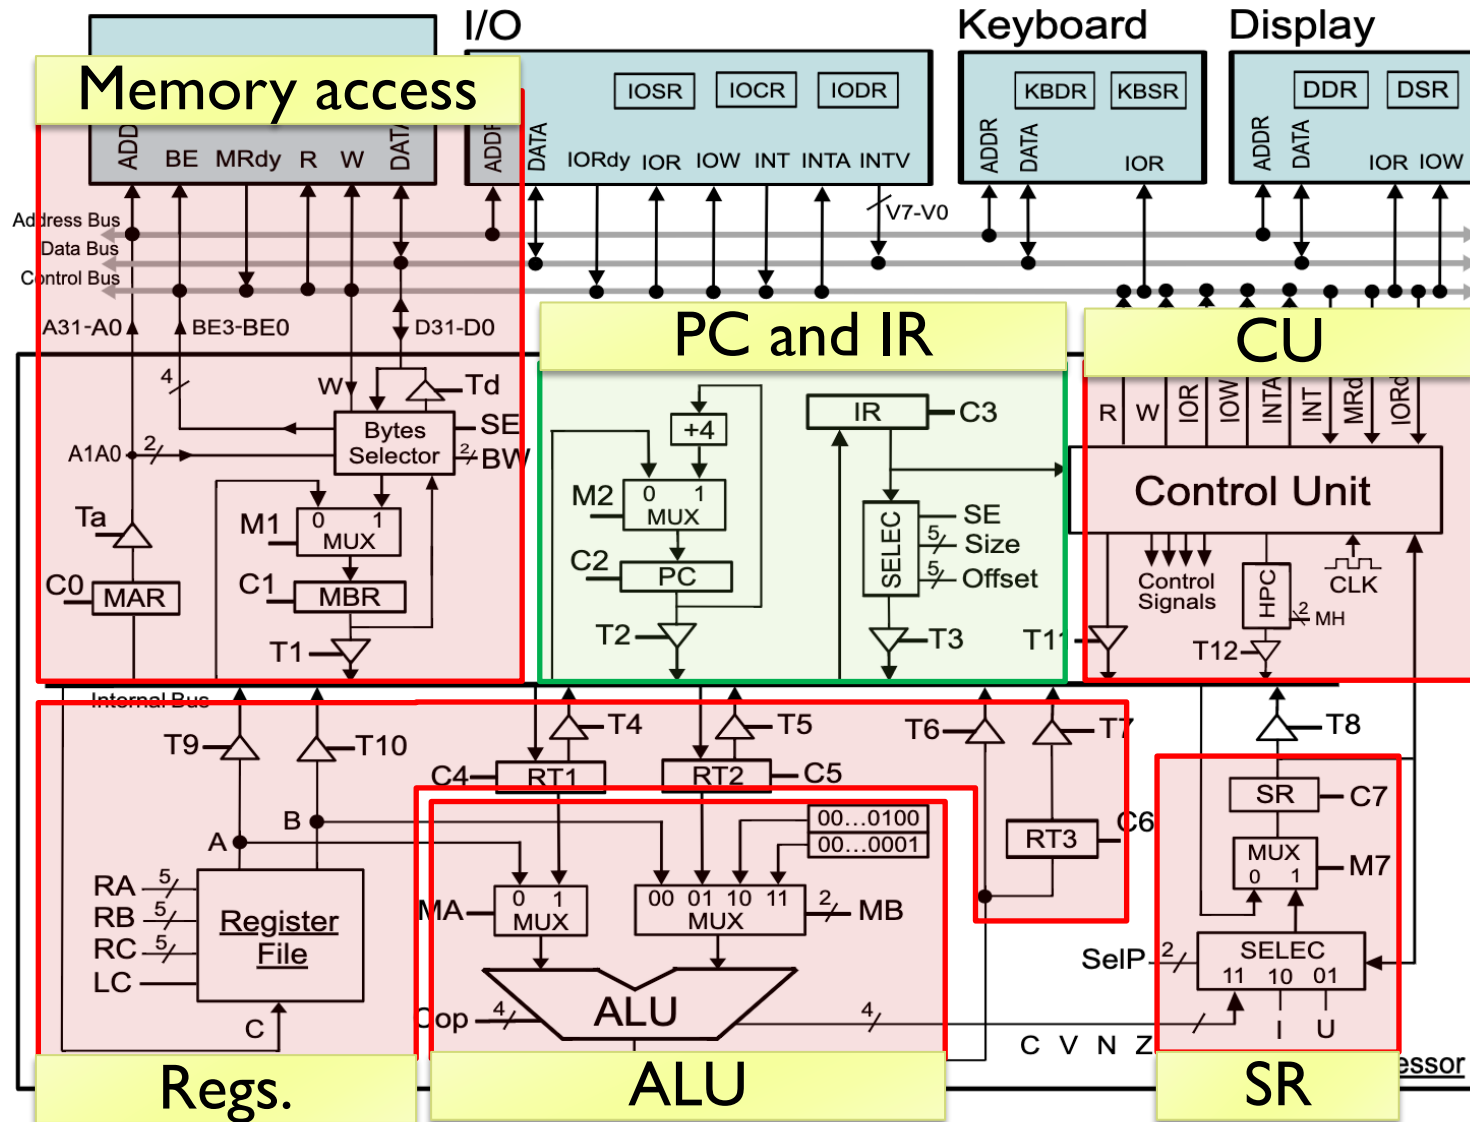 I/O
Keyboard
Display
Memory access
IOSR
IOCR
IODR
KBDR
KBSR
DDR
DSR
ADD
BE
MRdy
R
W
DATA
ADDR
DATA
IORdy
IOR
IOW
INT
INTA
INTV
ADDR
DATA
IOR
ADDR
DATA
IOR
IOW
V7-V0
Address Bus
Data Bus
Control Bus
A31-A0
BE3-BE0
D31-D0
PC and IR
CU
4
W
Td
Bytes
Selector
SE
2
BW
A1A0
2
M1
0 1
MUX
Ta
C0
MAR
C1
MBR
T1
+4
M2
0 1
MUX
C2
PC
T2
IR
C3
SELEC
SE
5
Size
5
Offset
T3
R
W
IOR
IOW
INTA
INT
MRd
IORd
Control Unit
Control
Signals
HPC
2
MH
CLK
T11
T12
Internal Bus
T9
T10
T4
T5
T6
T7
T8
C4
RT1
RT2
C5
RT3
C6
SR
C7
A
B
00...0100
00...0001
MUX
0 1
M7
RA
5
RB
5
RC
5
LC
Register
File
C
MA
0 1
MUX
00 01 10 11
MUX
2
MB
ALU
Cop
4
4
C V N Z
SelP
2
SELEC
11 10 01
I U
Regs.
ALU
SR
essor